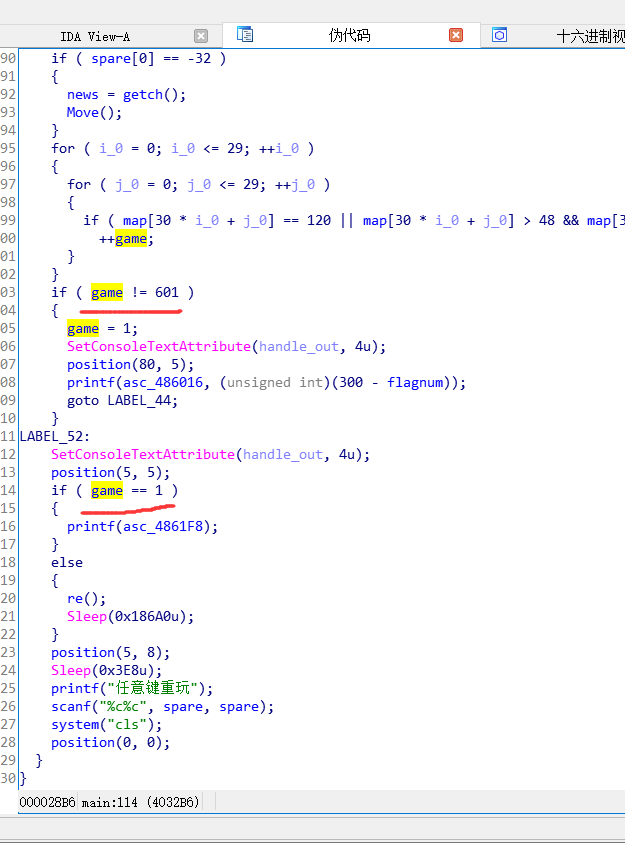 IDA View-A 伪代码 十六进制视
90 if ( spare[0] == -32 )
91 {
92 news = getch();
93 Move();
94 }
95 for ( i_0 = 0; i_0 <= 29; ++i_0 )
96 {
97 for ( j_0 = 0; j_0 <= 29; ++j_0 )
98 {
99 if ( map[30 * i_0 + j_0] == 120 || map[30 * i_0 + j_0] > 48 && map[3
00 ++game;
01 }
02 }
03 if ( game != 601 )
04 {
05 game = 1;
06 SetConsoleTextAttribute(handle_out, 4u);
07 position(80, 5);
08 printf(asc_486016, (unsigned int)(300 - flagnum));
09 goto LABEL_44;
10 }
11 LABEL_52:
12 SetConsoleTextAttribute(handle_out, 4u);
13 position(5, 5);
14 if ( game == 1 )
15 {
16 printf(asc_4861F8);
17 }
18 else
19 {
20 re();
21 Sleep(0x186A0u);
22 }
23 position(5, 8);
24 Sleep(0x3E8u);
25 printf("任意键重玩");
26 scanf("%c%c", spare, spare);
27 system("cls");
28 position(0, 0);
29 }
30 }
000028B6 main:114 (4032B6)